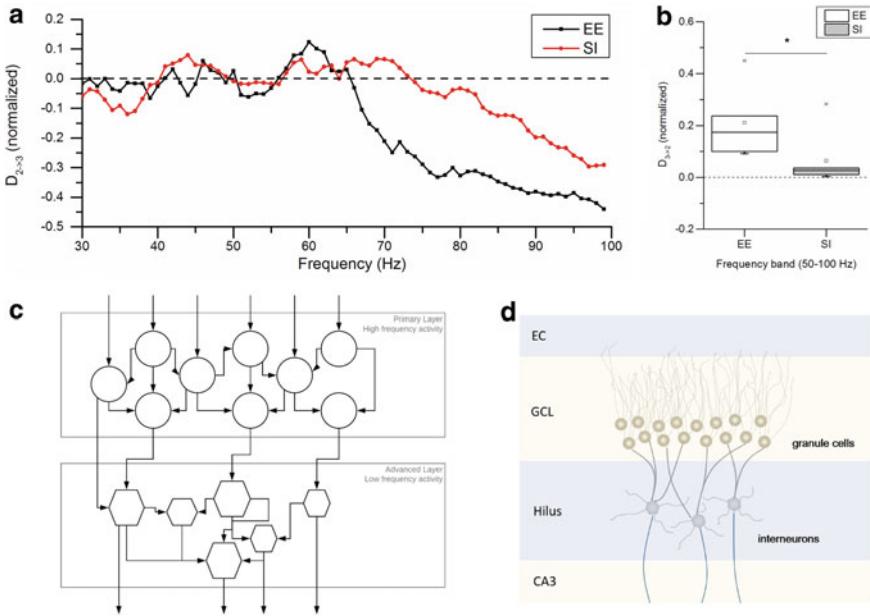 a
EE
SI
D2->3 (normalized)
0.2
0.1
0.0
-0.1
-0.2
-0.3
-0.4
-0.5
30 40 50 60 70 80 90 100
Frequency (Hz)
b
EE
SI
*
D3->2 (normalized)
0.6
0.4
0.2
0.0
-0.2
EE SI
Frequency band (50-100 Hz)
c
Primary Layer
High frequency activity
Advanced Layer
Low frequency activity
d
EC
GCL
granule cells
Hilus
interneurons
CA3